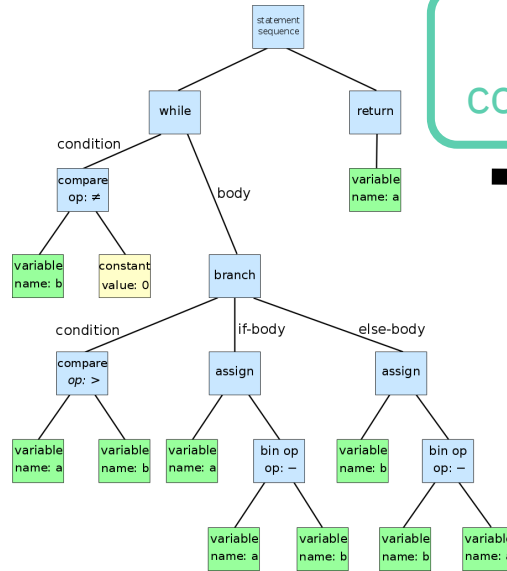 statement
sequence
while
return
condition
compare
op: ≠
body
variable
name: a
variable
name: b
constant
value: 0
branch
condition
if-body
else-body
compare
op: >
assign
assign
variable
name: a
variable
name: b
variable
name: a
bin op
op: −
variable
name: b
bin op
op: −
variable
name: a
variable
name: b
variable
name: b
name: